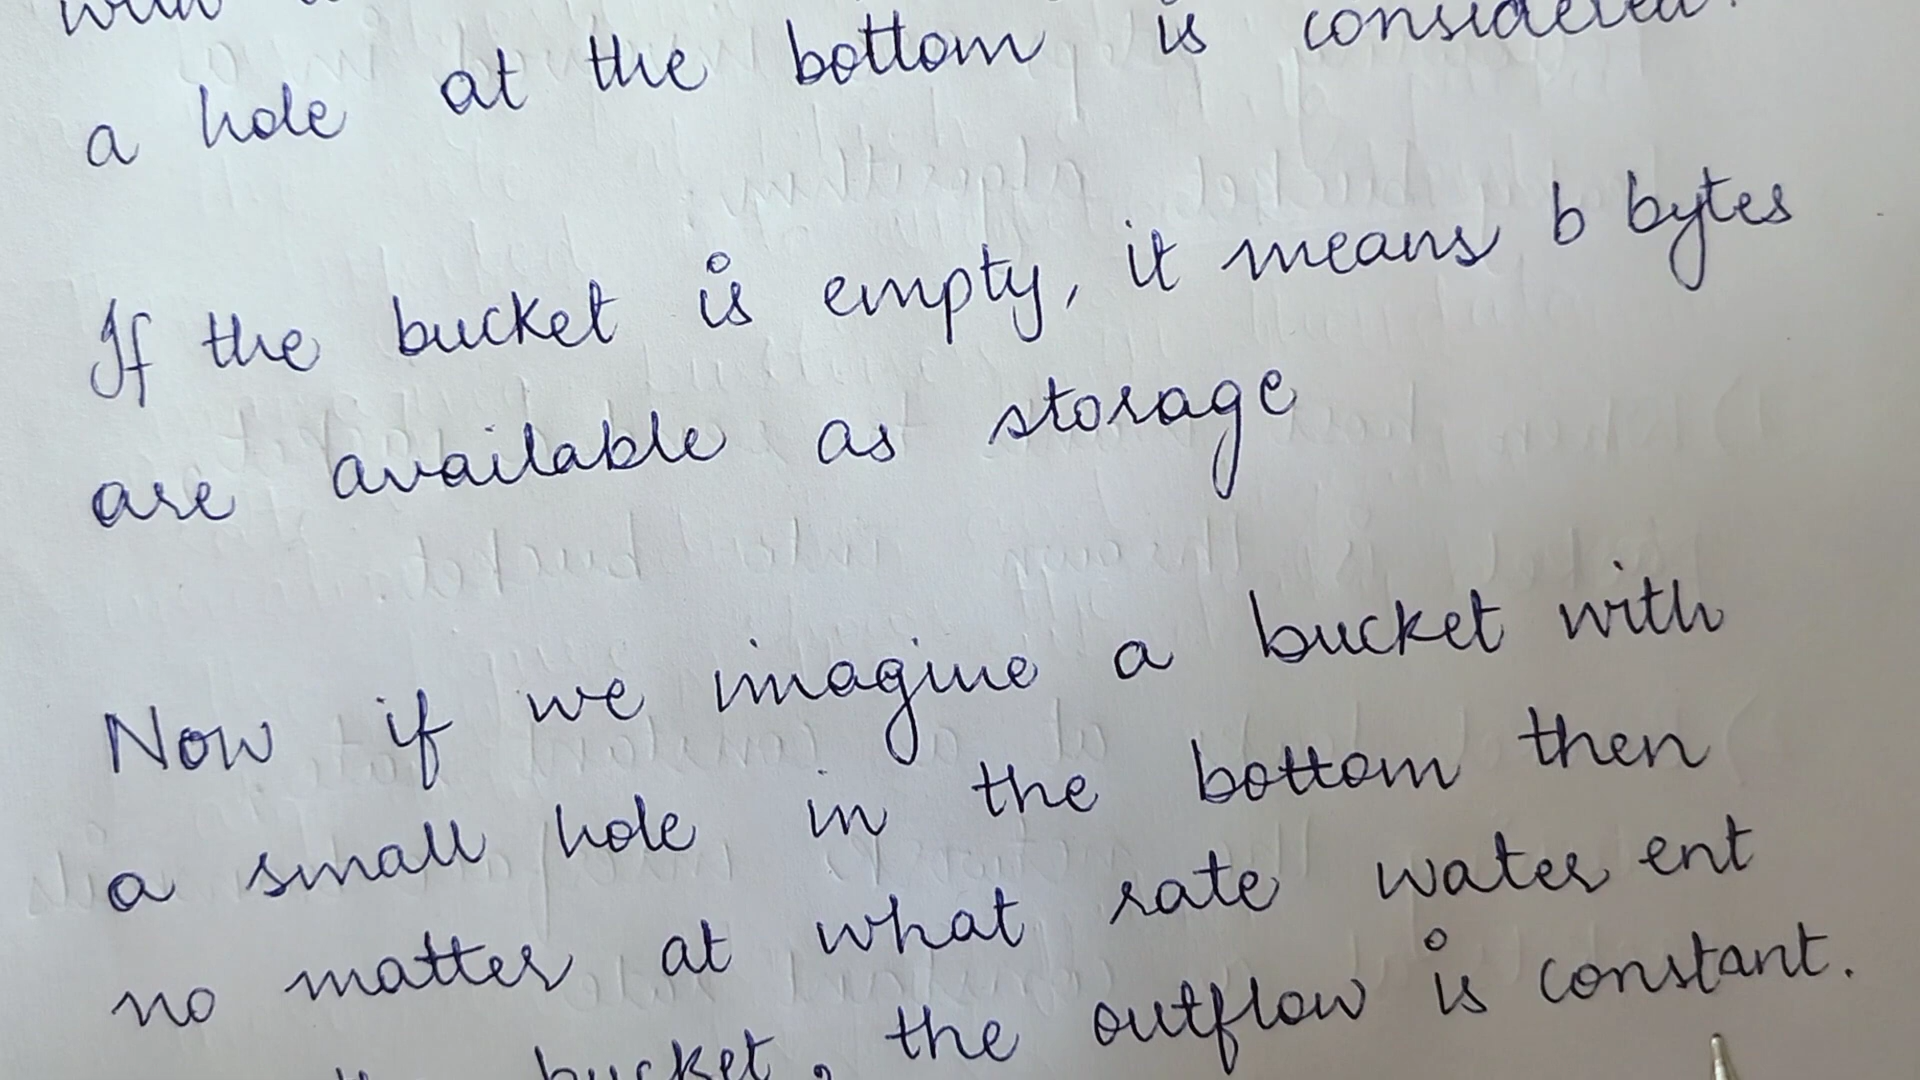 a hole at the bottom is considered.
If the bucket is empty, it means b bytes
are available as storage
Now if we imagine a bucket with
a small hole in the bottom then
no matter at what rate water ent
bucket, the outflow is constant.